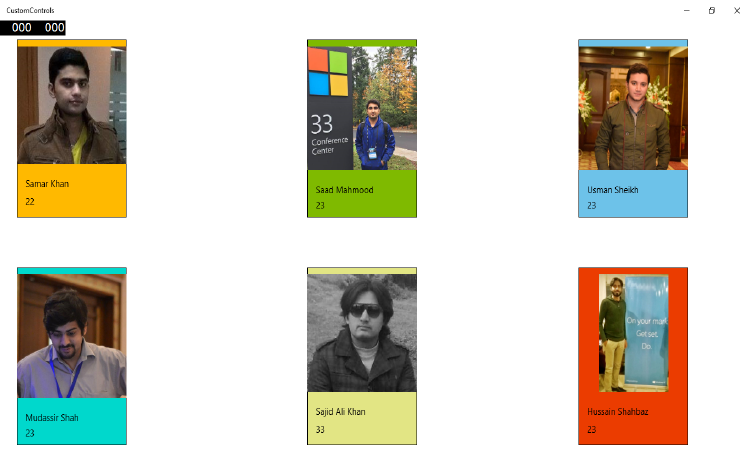 CustomControls
000 000
33
Conference
Center
Samar Khan
22
Saad Mahmood
23
Usman Sheikh
23
On your mark.
Get set.
Do.
Mudassir Shah
23
Sajid Ali Khan
33
Hussain Shahbaz
23